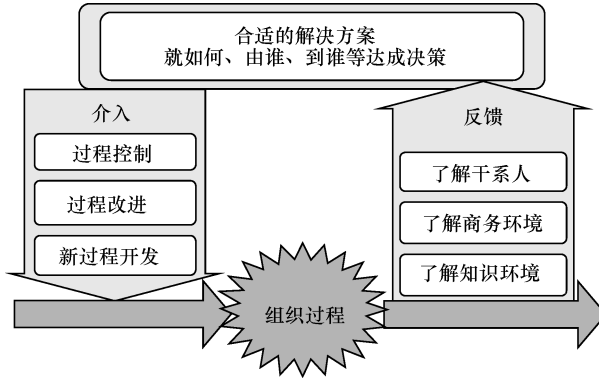 合适的解决方案
就如何、由谁、到谁等达成决策
介入
过程控制
过程改进
新过程开发
反馈
了解干系人
了解商务环境
了解知识环境
组织过程